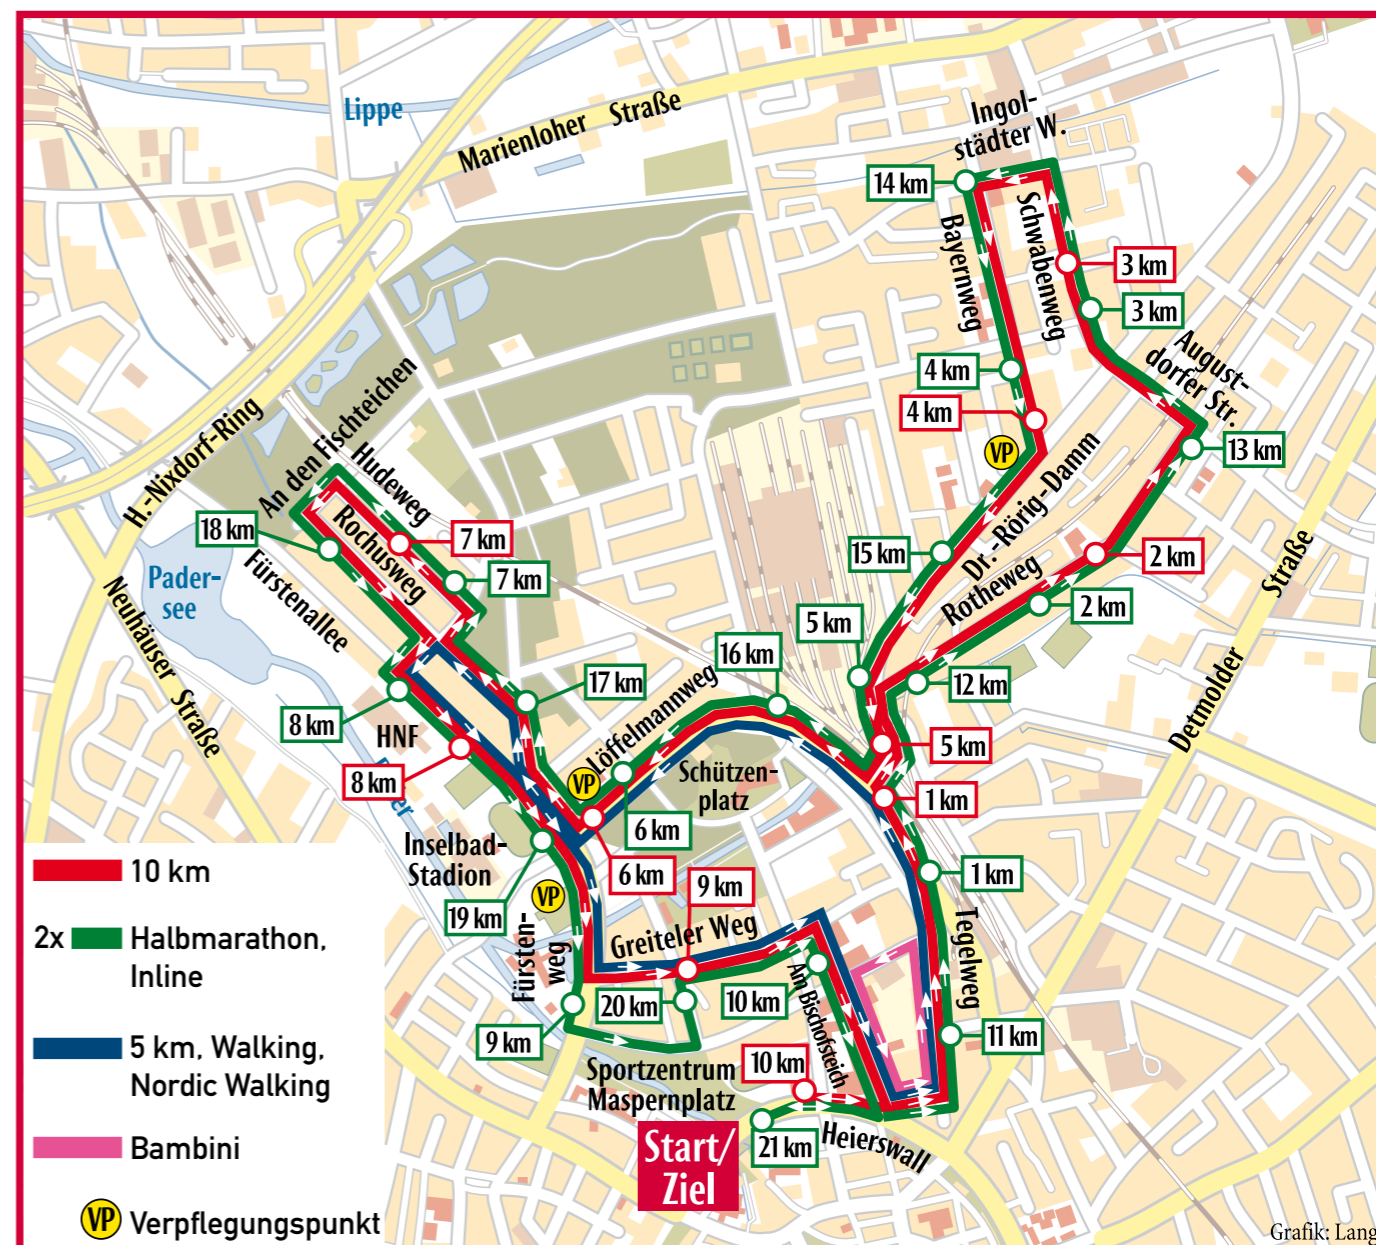 Lippe
Marienloher Straße
Ingol-
städter W.
14 km
Bayernweg
Schwabenweg
3 km
3 km
August-
dorfer Str.
4 km
4 km
VP
13 km
H.-Nixdorf-Ring
An den Fischteichen
Hudeweg
Rochusweg
18 km
7 km
7 km
Fürstenallee
Pader-
see
Neuhäuser Straße
15 km
Dr.-Rörig-Damm
Rotheweg
2 km
2 km
Detmolder Straße
5 km
16 km
12 km
17 km
8 km
HNF
8 km
Löffelmannweg
VP
Schützen-
platz
5 km
1 km
6 km
6 km
9 km
1 km
Inselbad-
Stadion
VP
19 km
Fürsten-
weg
Greiteler Weg
Tegelweg
Am Bischofsteich
20 km
10 km
9 km
11 km
Sportzentrum
Maspernplatz
10 km
21 km
Heierswall
Start/
Ziel
10 km
2x Halbmarathon,
Inline
5 km, Walking,
Nordic Walking
Bambini
VP Verpflegungspunkt
Grafik: Lang